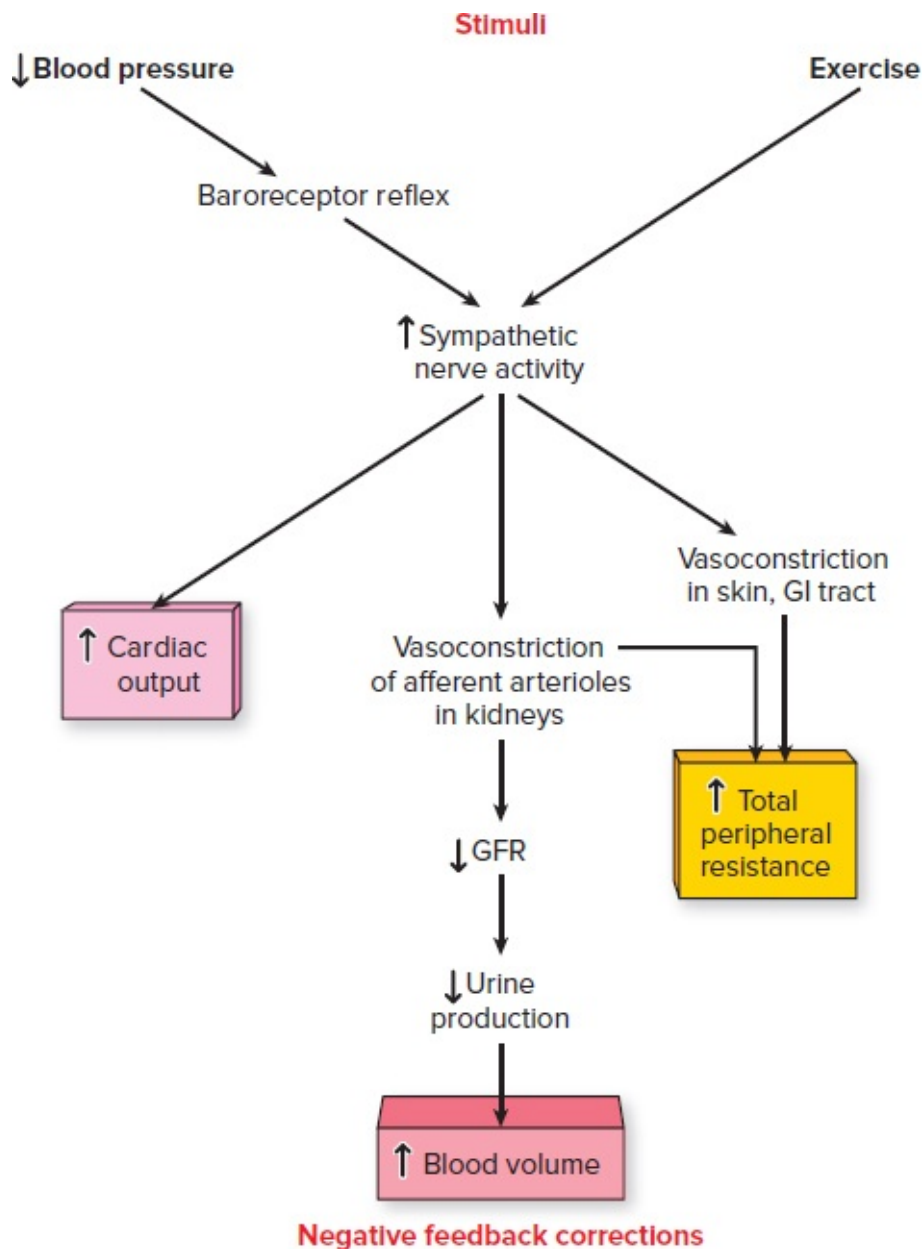 Stimuli
↓Blood pressure
Exercise
Baroreceptor reflex
↑Sympathetic
nerve activity
Vasoconstriction
in skin, GI tract
↑ Cardiac
output
Vasoconstriction
of afferent arterioles
in kidneys
↑ Total
peripheral
resistance
↓GFR
↓Urine
production
↑ Blood volume
Negative feedback corrections